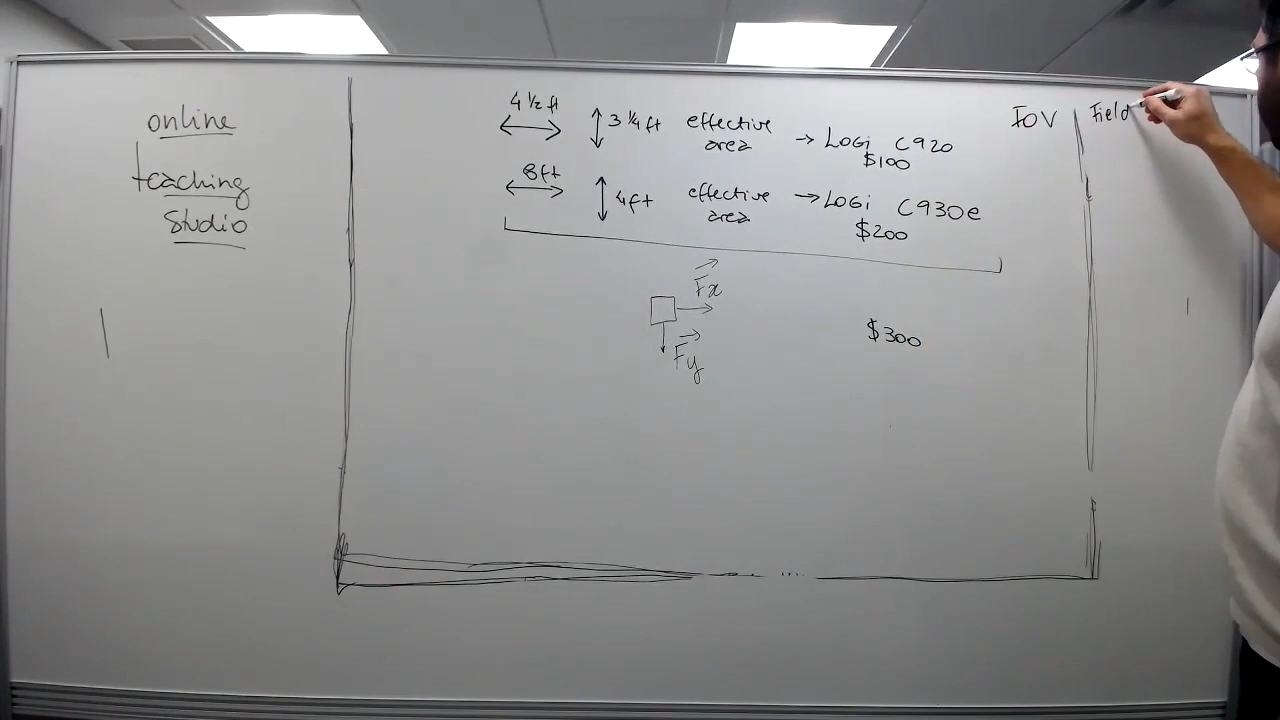 online
teaching
studio
4 ½ ft 3 ¼ ft effective area → LOGi C920
$100
8ft 4ft effective area → LOGi C930e
$200
Fx
Fy
$300
FOV Field